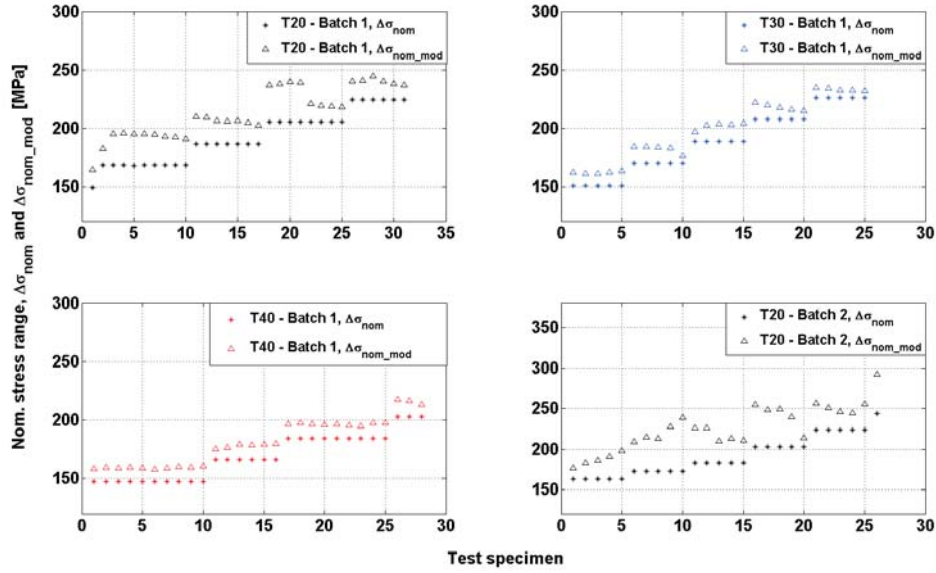 Nom. stress range, Δσnom and Δσnom_mod [MPa]
300
250
200
150
0 5 10 15 20 25 30 35
T20 - Batch 1, Δσnom
T20 - Batch 1, Δσnom_mod
300
250
200
150
0 5 10 15 20 25 30
T30 - Batch 1, Δσnom
T30 - Batch 1, Δσnom_mod
300
250
200
150
0 5 10 15 20 25 30
T40 - Batch 1, Δσnom
T40 - Batch 1, Δσnom_mod
350
300
250
200
150
0 5 10 15 20 25 30
T20 - Batch 2, Δσnom
T20 - Batch 2, Δσnom_mod
Test specimen